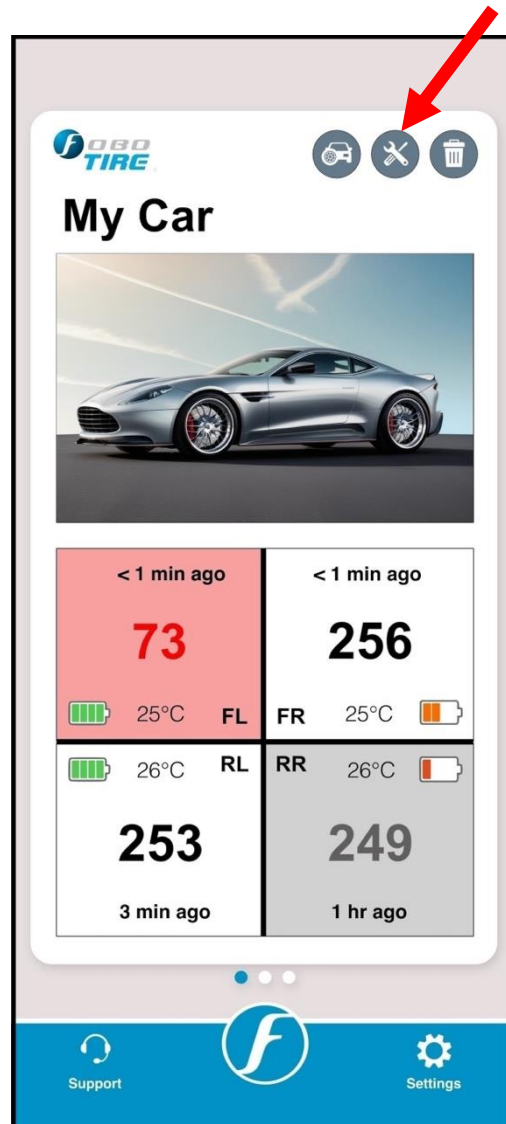 FOBO
TIRE
My Car
< 1 min ago
73
25°C FL
< 1 min ago
256
FR 25°C
26°C RL
253
3 min ago
RR 26°C
249
1 hr ago
Support
f
Settings